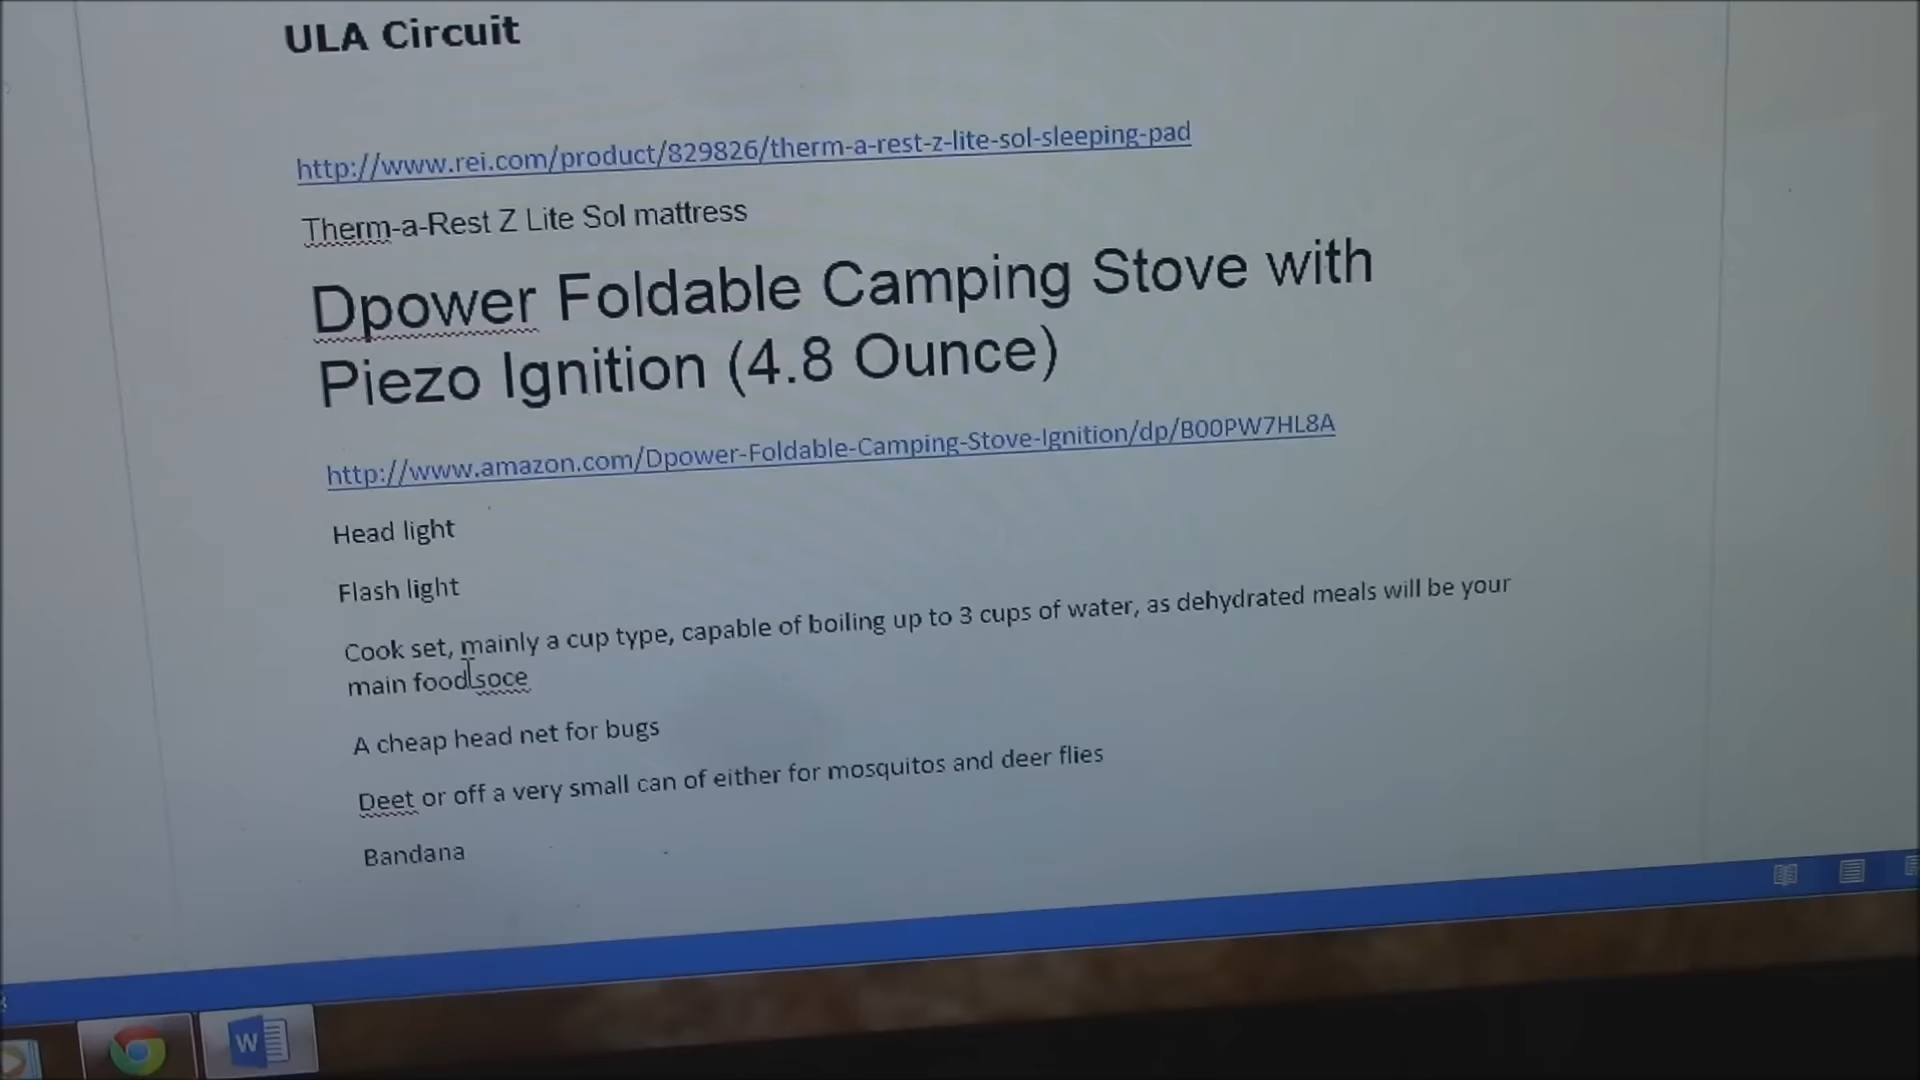 ULA Circuit
http://www.rei.com/product/829826/therm-a-rest-z-lite-sol-sleeping-pad
Therm-a-Rest Z Lite Sol mattress
Dpower Foldable Camping Stove with
Piezo Ignition (4.8 Ounce)
http://www.amazon.com/Dpower-Foldable-Camping-Stove-Ignition/dp/B00PW7HL8A
Head light
Flash light
Cook set, mainly a cup type, capable of boiling up to 3 cups of water, as dehydrated meals will be your
main food soce
A cheap head net for bugs
Deet or off a very small can of either for mosquitos and deer flies
Bandana
W